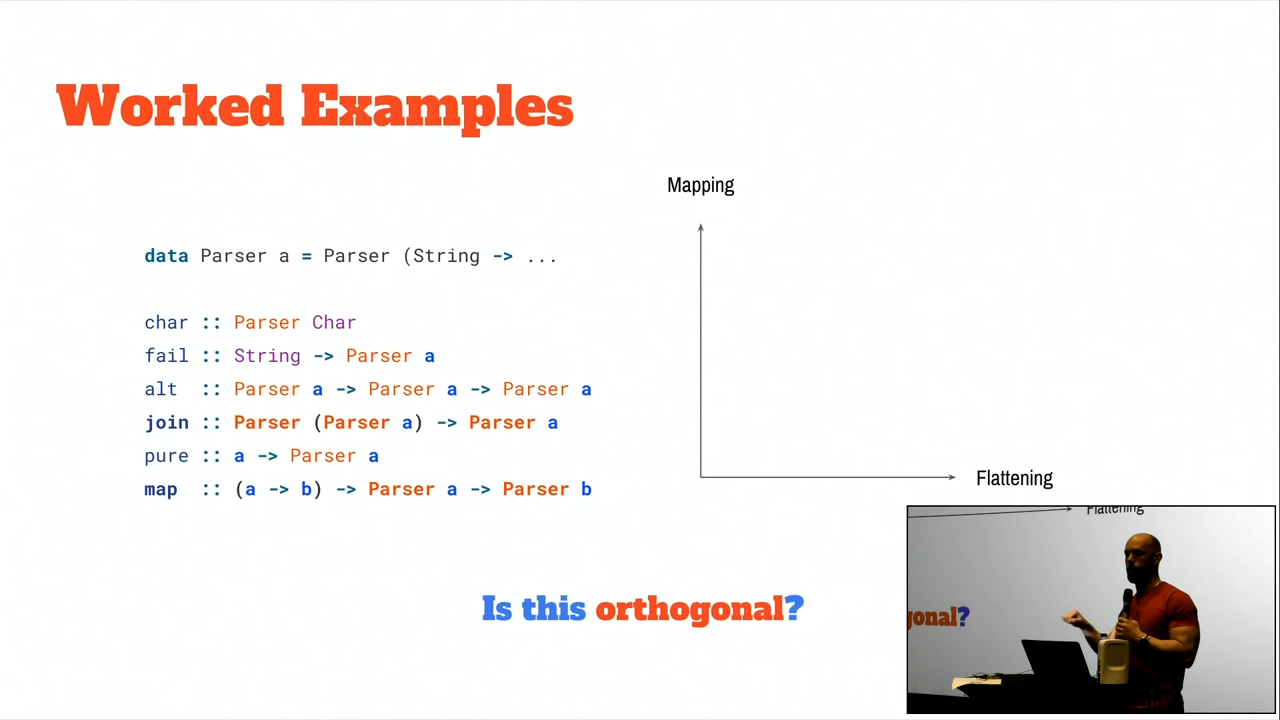 Worked Examples
data Parser a = Parser (String -> ...
char :: Parser Char
fail :: String -> Parser a
alt  :: Parser a -> Parser a -> Parser a
join :: Parser (Parser a) -> Parser a
pure :: a -> Parser a
map  :: (a -> b) -> Parser a -> Parser b
Mapping
Flattening
Is this orthogonal?
Flattening
gonal?